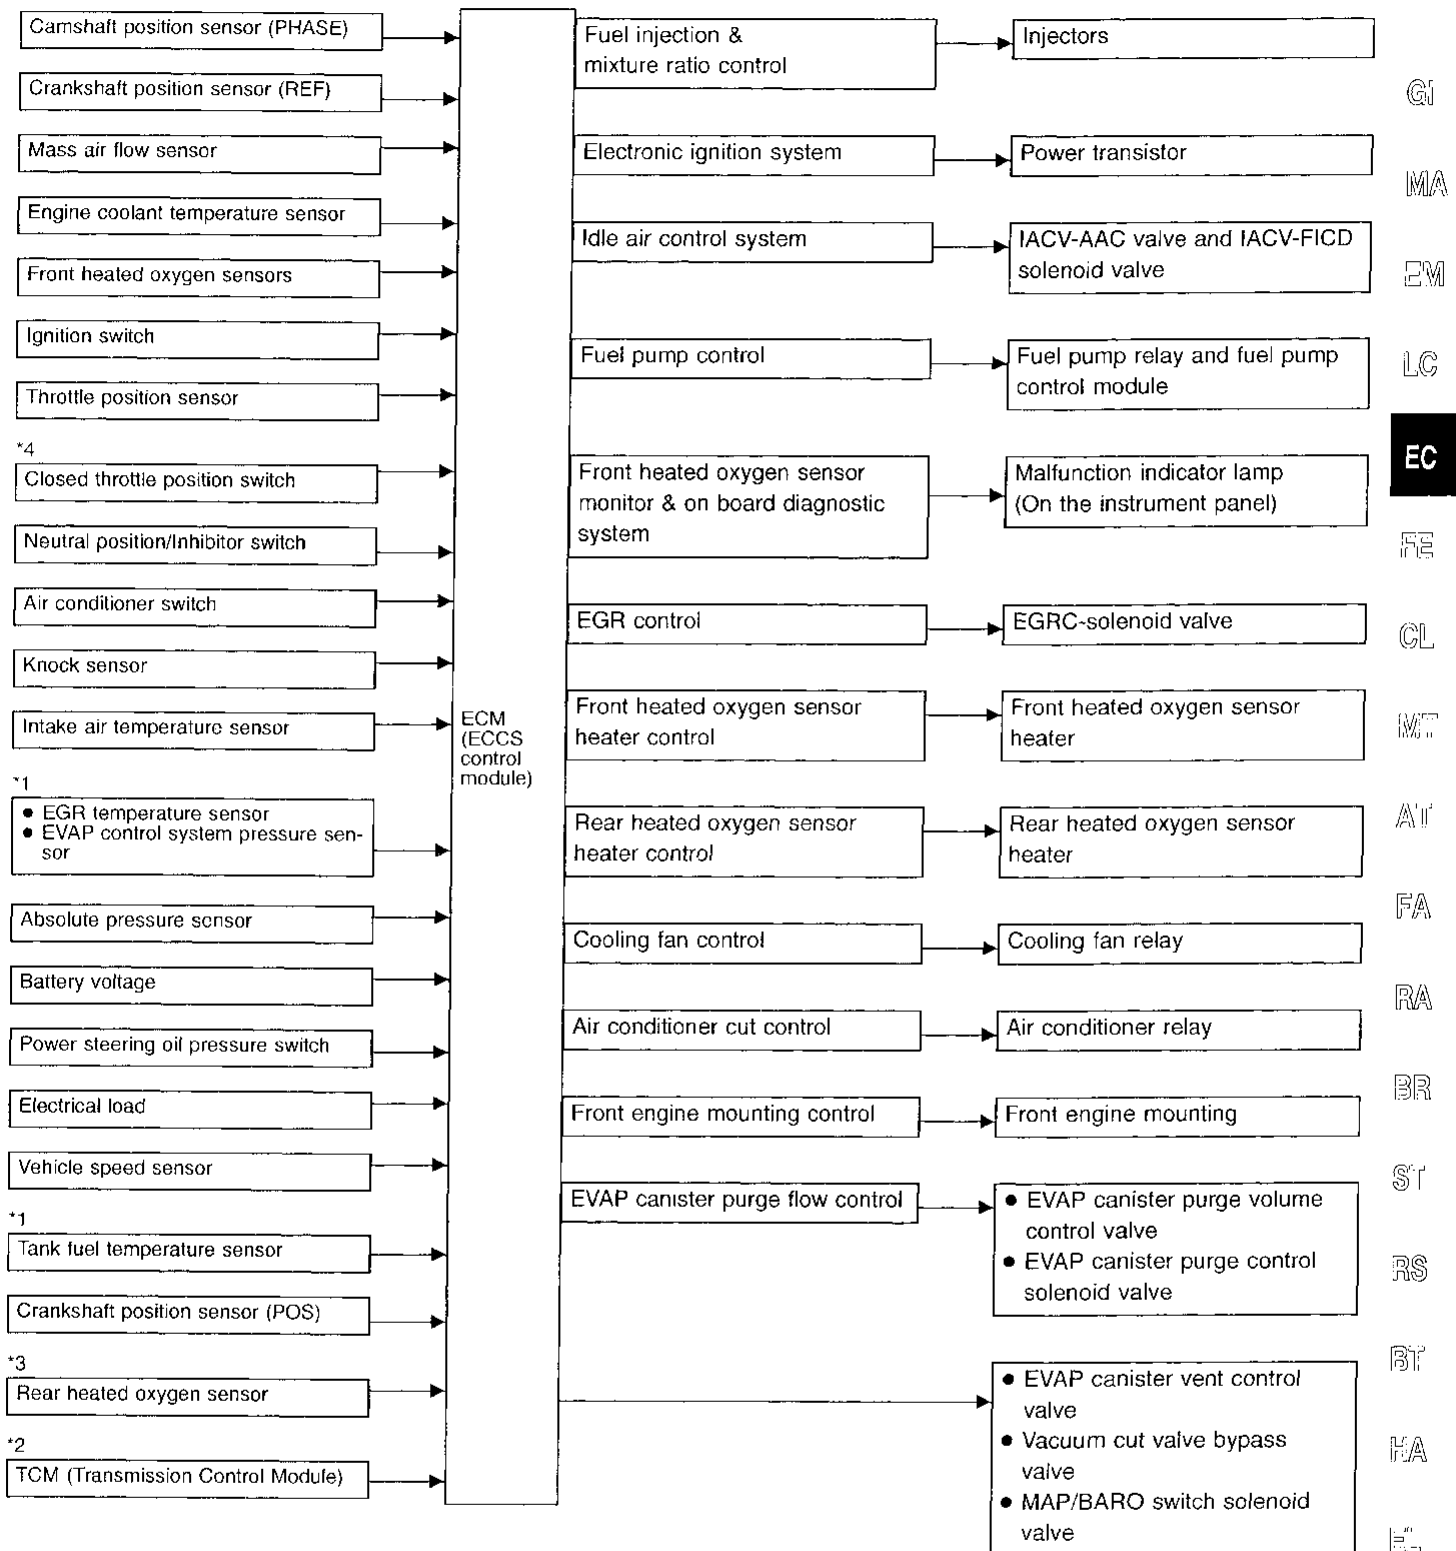 Camshaft position sensor (PHASE)
Crankshaft position sensor (REF)
Mass air flow sensor
Engine coolant temperature sensor
Front heated oxygen sensors
Ignition switch
Throttle position sensor
*4
Closed throttle position switch
Neutral position/Inhibitor switch
Air conditioner switch
Knock sensor
Intake air temperature sensor
*1
● EGR temperature sensor
● EVAP control system pressure sen-
sor
Absolute pressure sensor
Battery voltage
Power steering oil pressure switch
Electrical load
Vehicle speed sensor
*1
Tank fuel temperature sensor
Crankshaft position sensor (POS)
*3
Rear heated oxygen sensor
*2
TCM (Transmission Control Module)
ECM
(ECCS
control
module)
Fuel injection &
mixture ratio control
Injectors
Electronic ignition system
Power transistor
Idle air control system
IACV-AAC valve and IACV-FICD
solenoid valve
Fuel pump control
Fuel pump relay and fuel pump
control module
Front heated oxygen sensor
monitor & on board diagnostic
system
Malfunction indicator lamp
(On the instrument panel)
EGR control
EGRC-solenoid valve
Front heated oxygen sensor
heater control
Front heated oxygen sensor
heater
Rear heated oxygen sensor
heater control
Rear heated oxygen sensor
heater
Cooling fan control
Cooling fan relay
Air conditioner cut control
Air conditioner relay
Front engine mounting control
Front engine mounting
EVAP canister purge flow control
● EVAP canister purge volume
control valve
● EVAP canister purge control
solenoid valve
● EVAP canister vent control
valve
● Vacuum cut valve bypass
valve
● MAP/BARO switch solenoid
valve
GI
MA
EM
LC
EC
FE
CL
MT
AT
FA
RA
BR
ST
RS
BT
HA